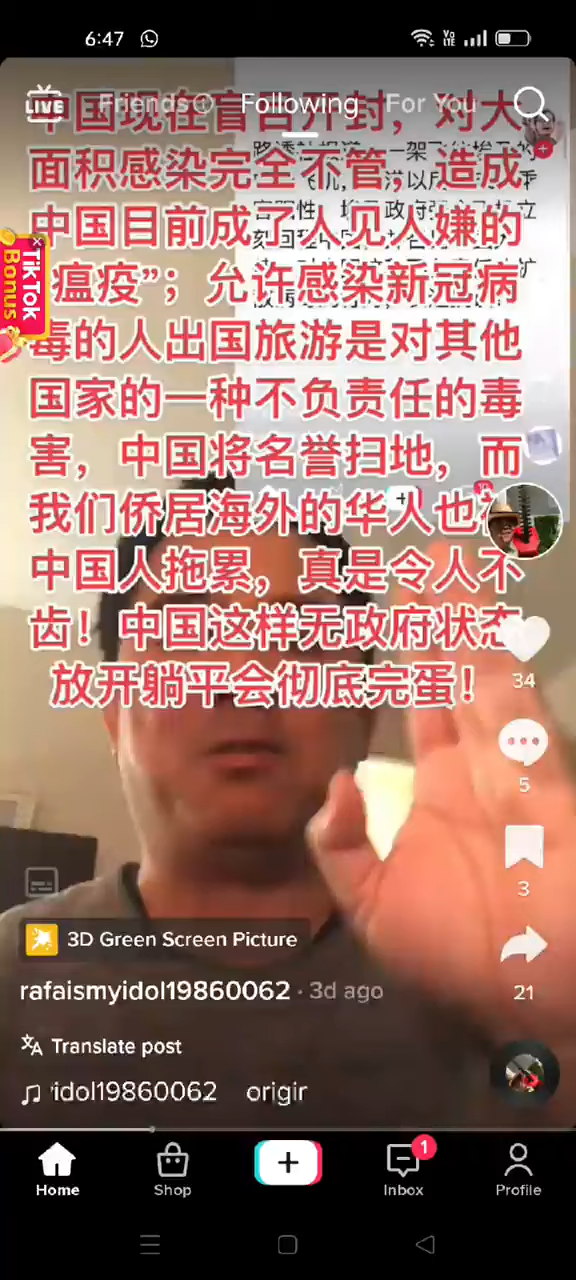 6:47
LIVE
Friends
Following
For You
中国现在盲目开封，对大
面积感染完全不管，造成
中国目前成了人见人嫌的
瘟疫”；允许感染新冠病
毒的人出国旅游是对其他
国家的一种不负责任的毒
害，中国将名誉扫地，而
我们侨居海外的华人也
中国人拖累，真是令人不
齿！中国这样无政府状态
放开躺平会彻底完蛋！
TikTok
Bonus
34
5
3
21
3D Green Screen Picture
rafaismyidol19860062 · 3d ago
Translate post
idol19860062 origir
1
Home
Shop
Inbox
Profile